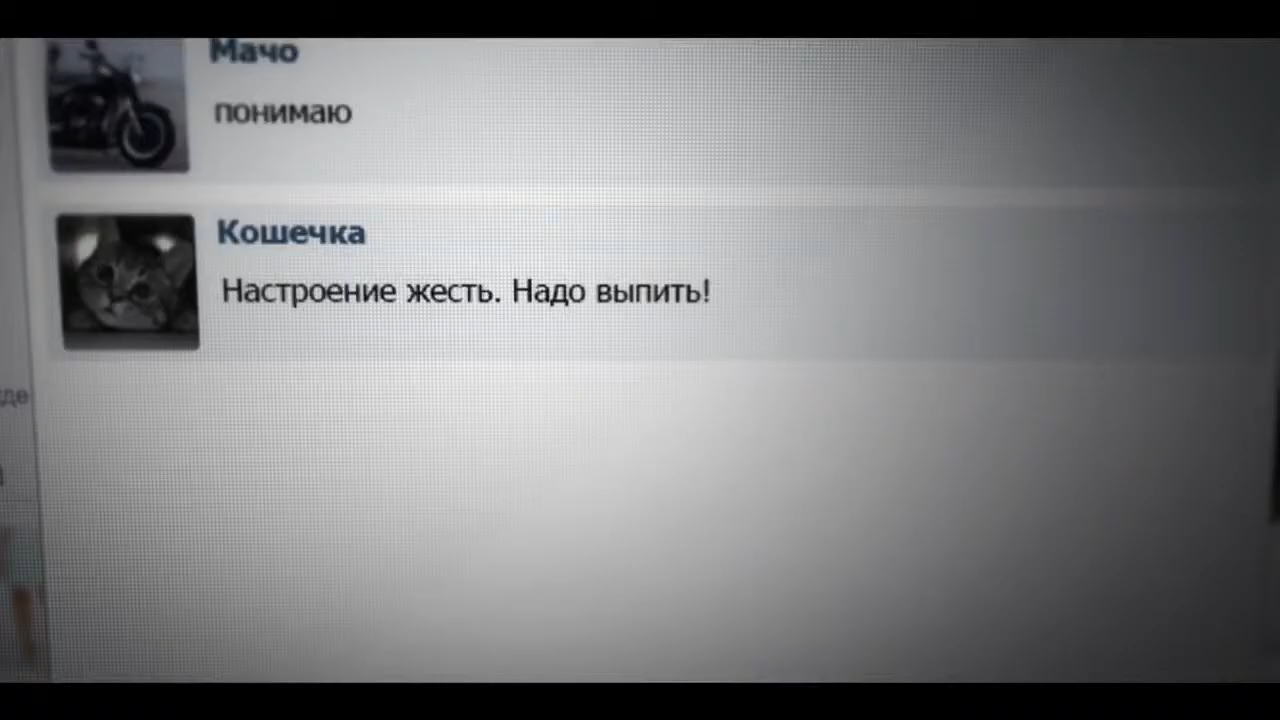 Мачо
понимаю
Кошечка
Настроение жесть. Надо выпить!